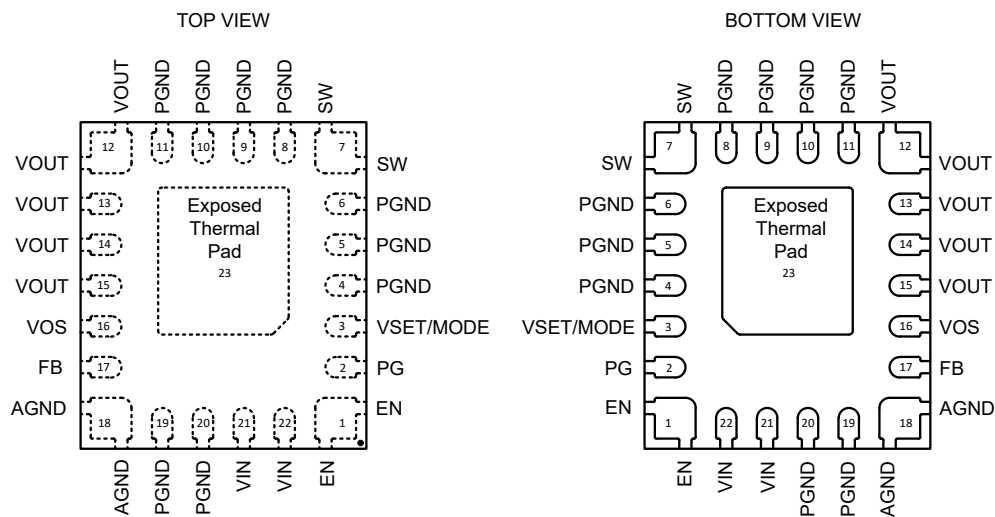 TOP VIEW
VOUT
PGND
PGND
PGND
PGND
SW
12
11
10
9
8
7
VOUT
SW
VOUT
13
6
PGND
VOUT
14
5
PGND
VOUT
15
4
PGND
VOS
16
3
VSET/MODE
FB
17
2
PG
AGND
18
19
20
21
22
1
EN
Exposed
Thermal
Pad
23
AGND
PGND
PGND
VIN
VIN
EN
BOTTOM VIEW
SW
PGND
PGND
PGND
PGND
VOUT
7
8
9
10
11
12
SW
VOUT
PGND
6
13
VOUT
PGND
5
14
VOUT
PGND
4
15
VOUT
VSET/MODE
3
16
VOS
PG
2
17
FB
EN
1
22
21
20
19
18
AGND
Exposed
Thermal
Pad
23
EN
VIN
VIN
PGND
PGND
AGND